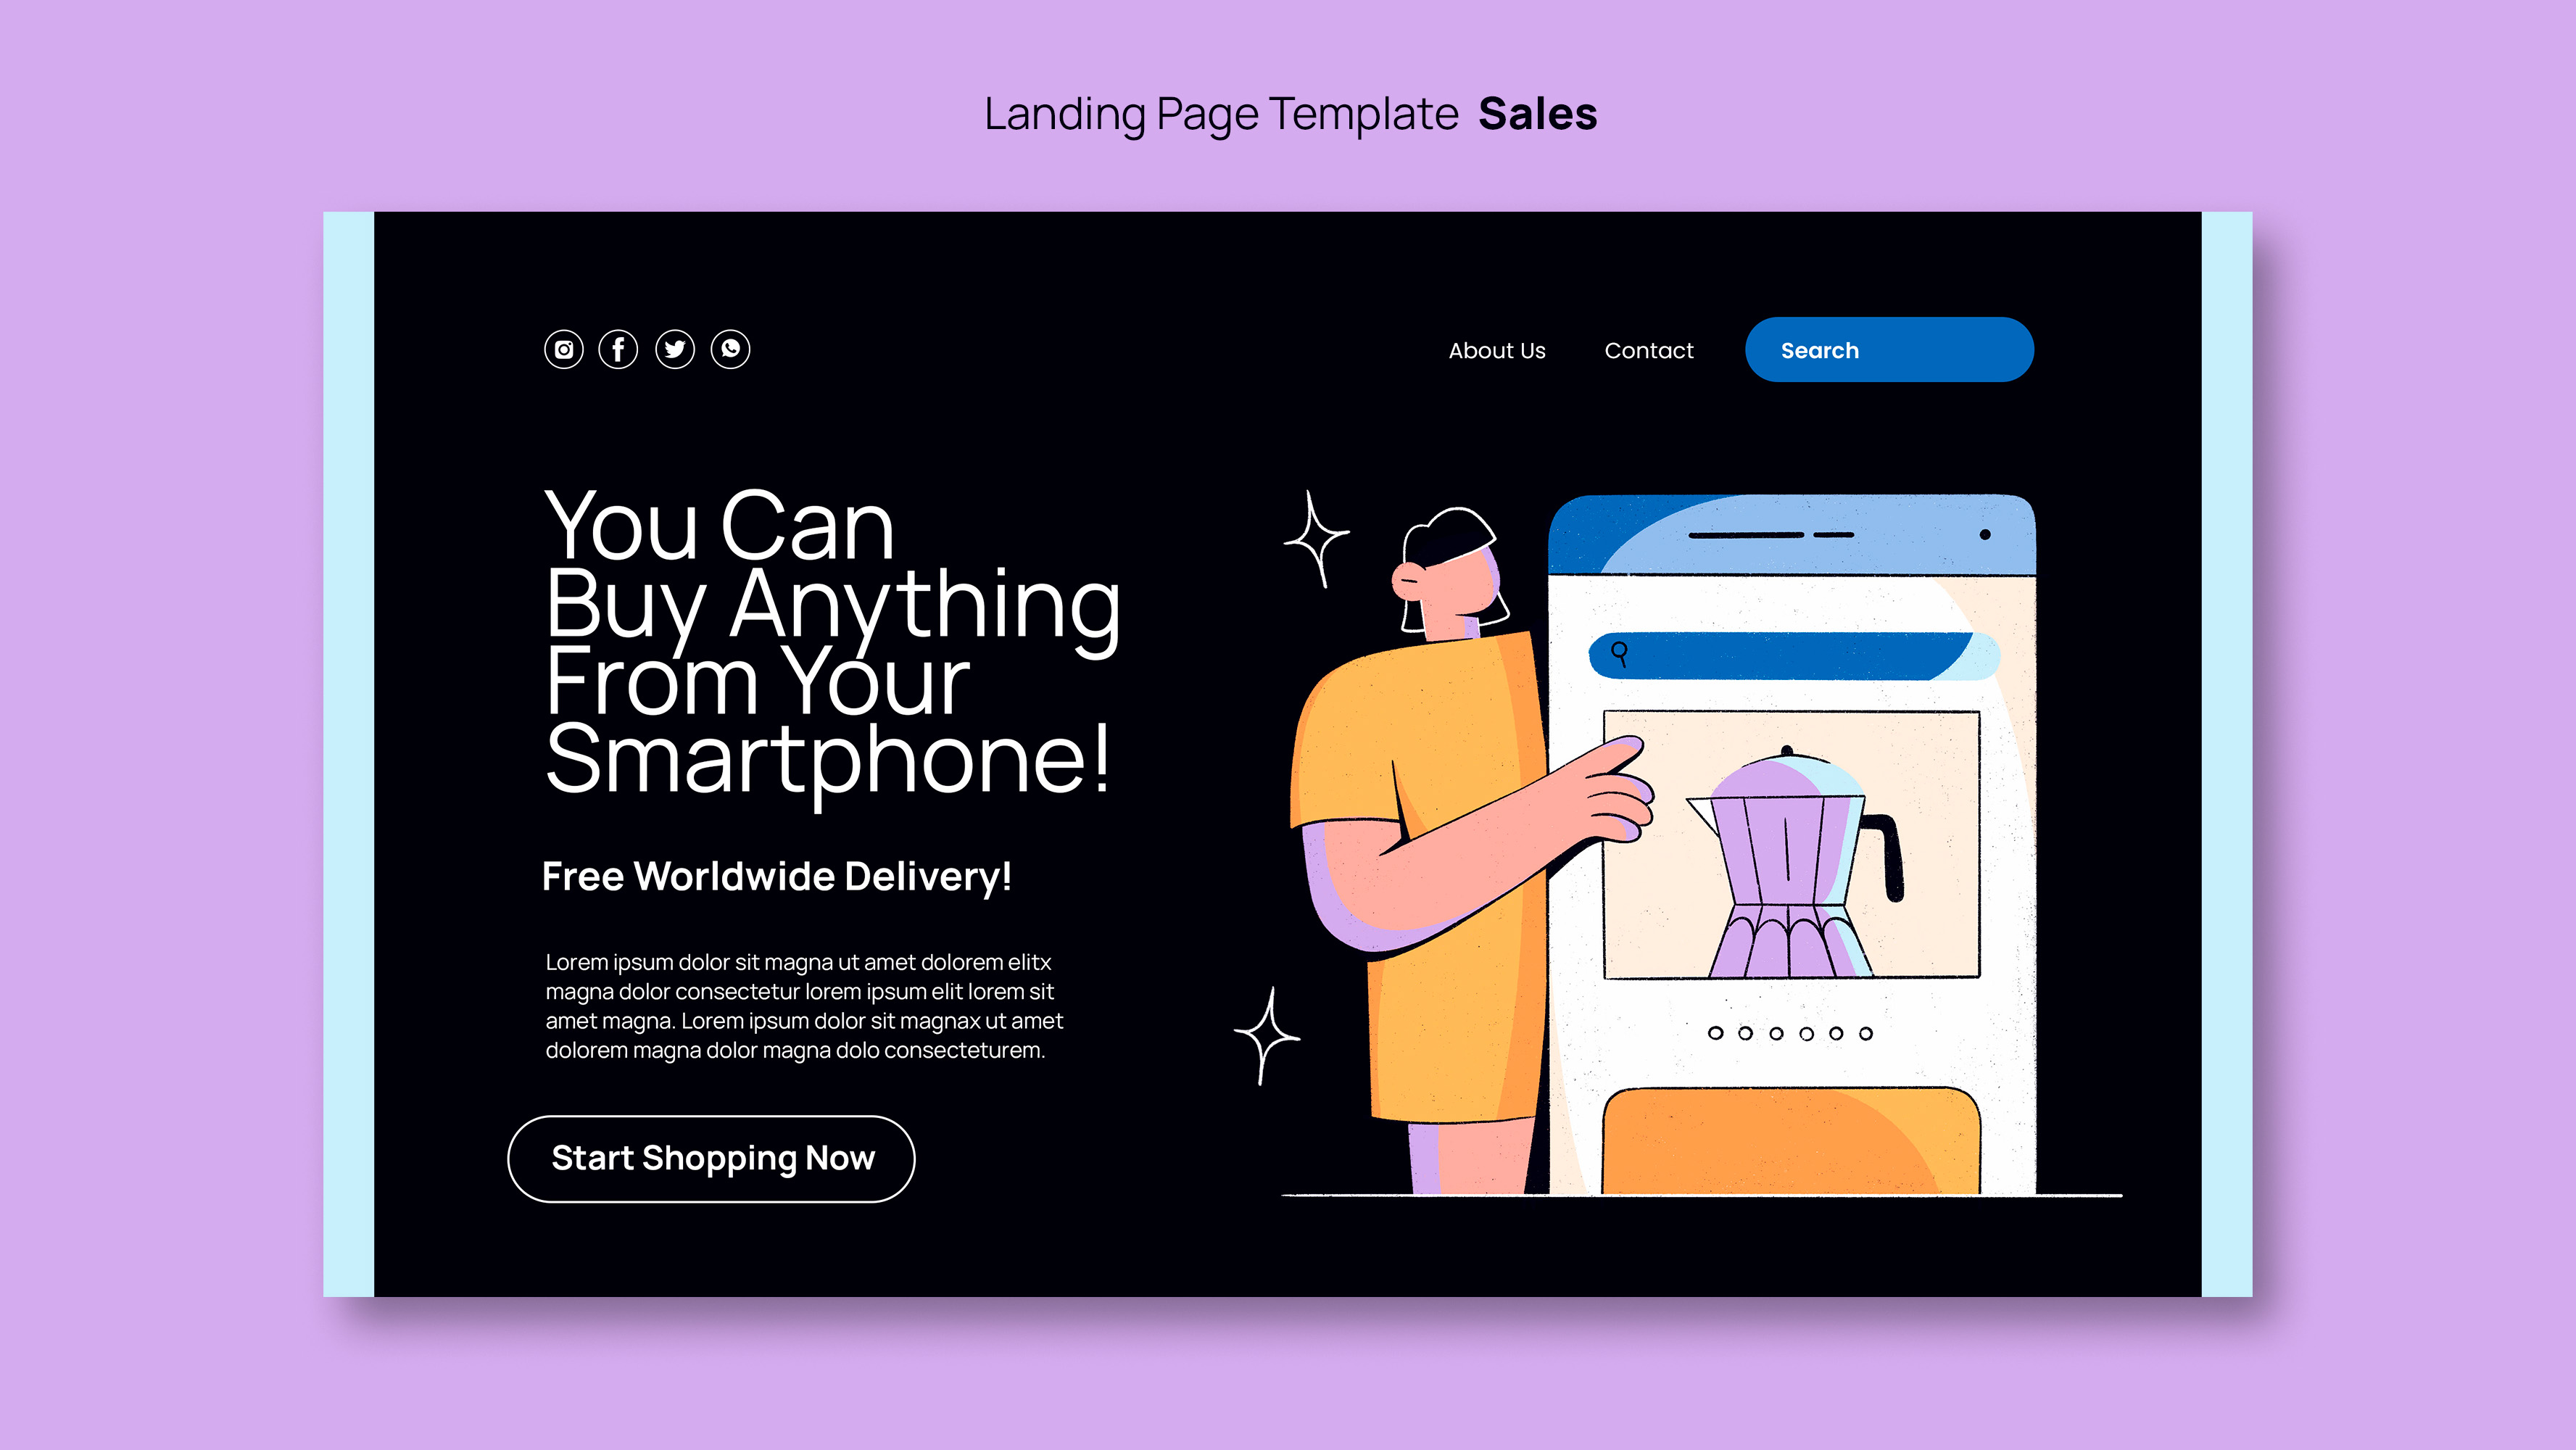 Landing Page Template Sales
About Us Contact Search
You Can
Buy Anything
From Your
Smartphone!
Free Worldwide Delivery!
Lorem ipsum dolor sit magna ut amet dolorem elitx
magna dolor consectetur lorem ipsum elit lorem sit
amet magna. Lorem ipsum dolor sit magnax ut amet
dolorem magna dolor magna dolo consecteturem.
Start Shopping Now